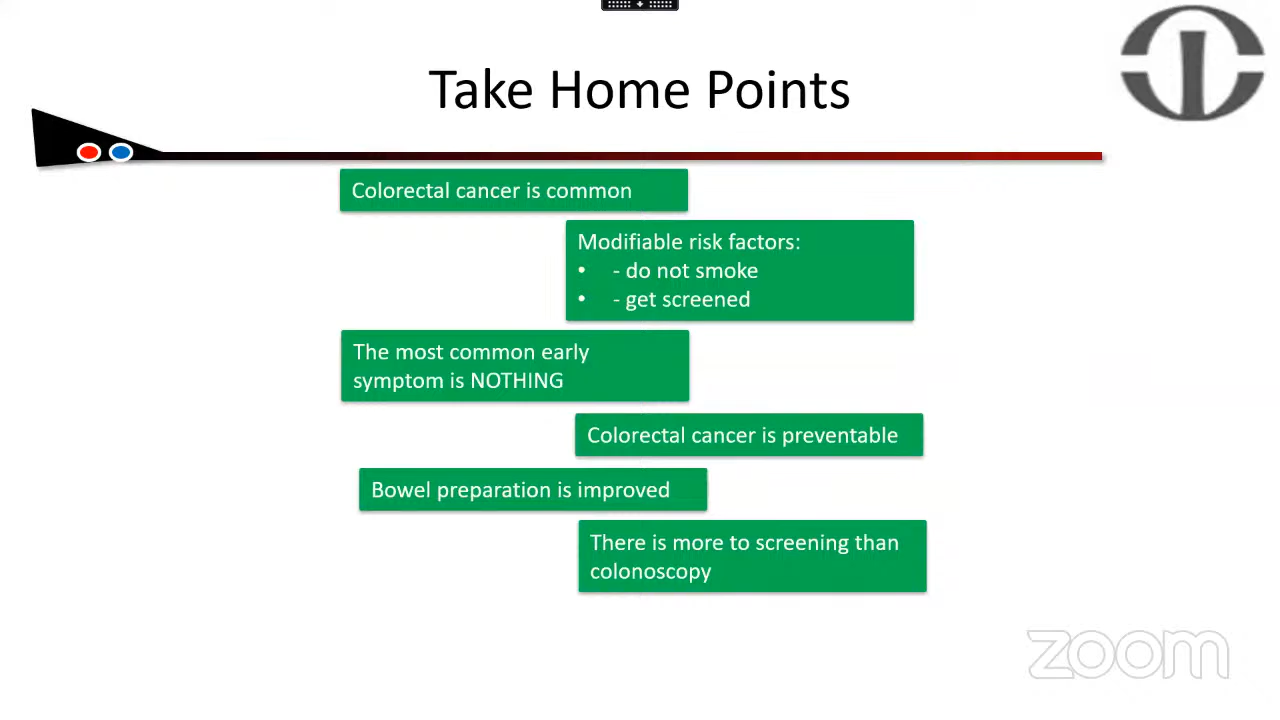 Take Home Points
Colorectal cancer is common
Modifiable risk factors:
• - do not smoke
• - get screened
The most common early
symptom is NOTHING
Colorectal cancer is preventable
Bowel preparation is improved
There is more to screening than
colonoscopy
zoom